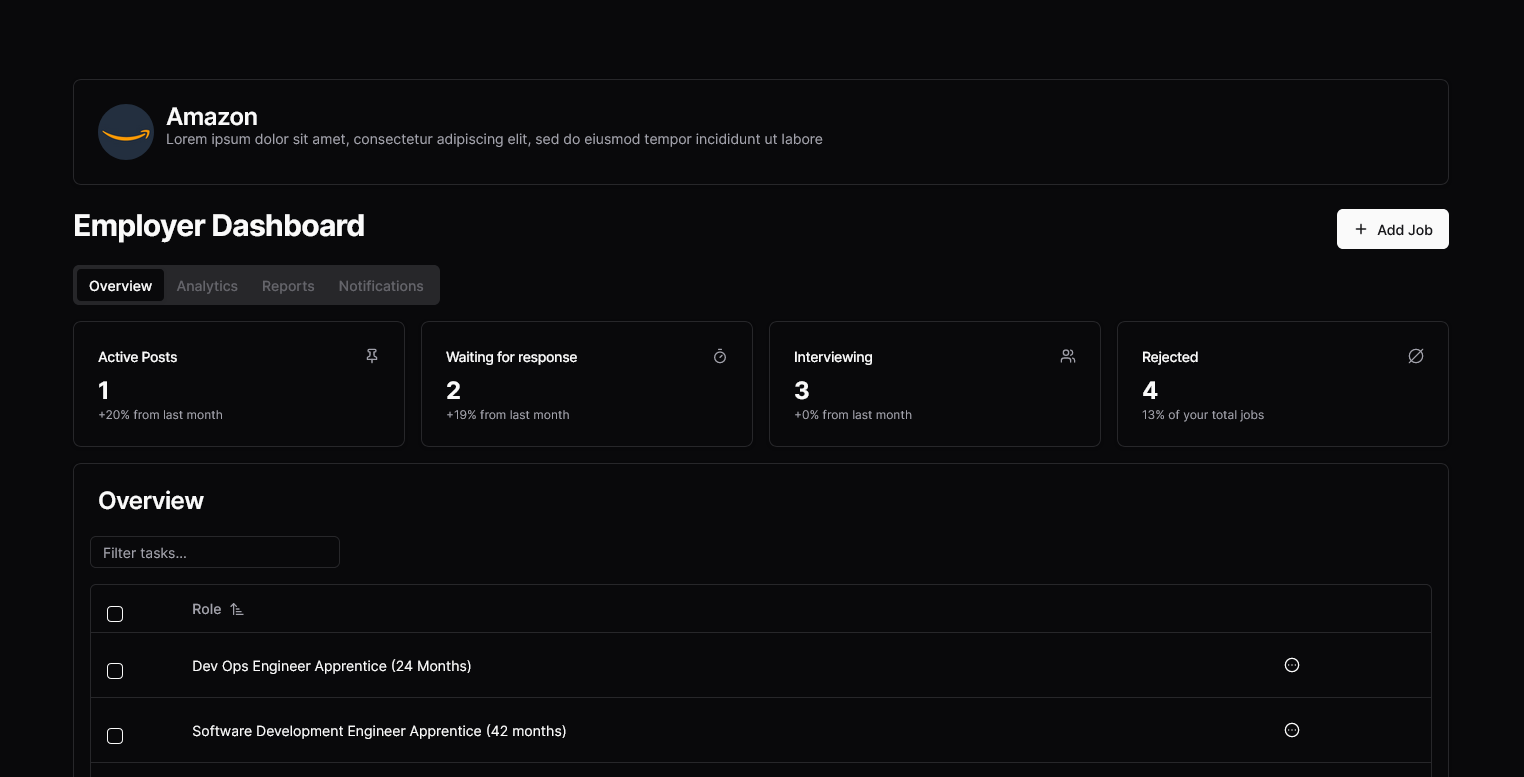 Amazon
Lorem ipsum dolor sit amet, consectetur adipiscing elit, sed do eiusmod tempor incididunt ut labore
Employer Dashboard
Add Job
Overview Analytics Reports Notifications
Active Posts
1
+20% from last month
Waiting for response
2
+19% from last month
Interviewing
3
+0% from last month
Rejected
4
13% of your total jobs
Overview
Filter tasks...
Role
Dev Ops Engineer Apprentice (24 Months)
Software Development Engineer Apprentice (42 months)